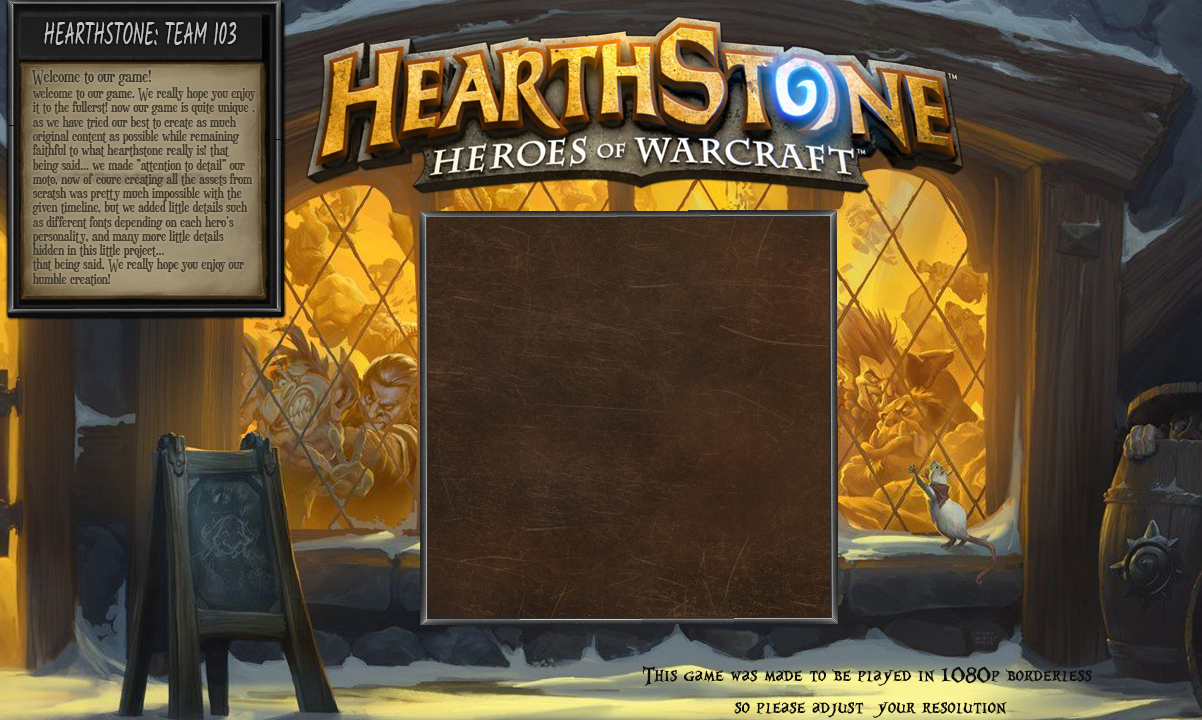 HEARTHSTONE: TEAM 103
Welcome to our game!
welcome to our game. We really hope you enjoy
it to the fullerst! now our game is quite unique ,
as we have tried our best to create as much
original content as possible while remaining
faithful to what hearthstone really is! that
being said... we made "attention to detail" our
moto, now of coure creating all the assets from
scratsh was pretty much impossible with the
given timeline, but we added little details such
as different fonts depending on each hero's
personality, and many more little details
hidden in this little project...
that being said, We really hope you enjoy our
humble creation!
HEARTHSTONE™
HEROES OF WARCRAFT™
THIS GAME WAS MADE TO BE PLAYED IN 1080P BORDERLESS
SO PLEASE ADJUST YOUR RESOLUTION